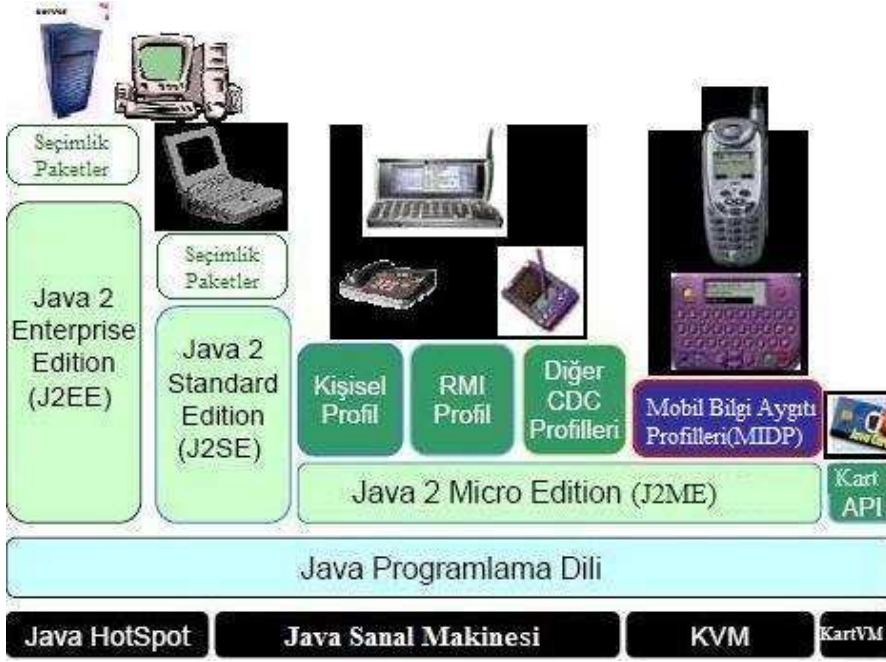 server
Seçimlik
Paketler
Java 2
Enterprise
Edition
(J2EE)
Seçimlik
Paketler
Java 2
Standard
Edition
(J2SE)
Kişisel
Profil
RMI
Profil
Diğer
CDC
Profilleri
Mobil Bilgi Aygıtı
Profilleri(MIDP)
Java 2 Micro Edition (J2ME)
Kart
API
Java Programlama Dili
Java HotSpot
Java Sanal Makinesi
KVM
KartVM